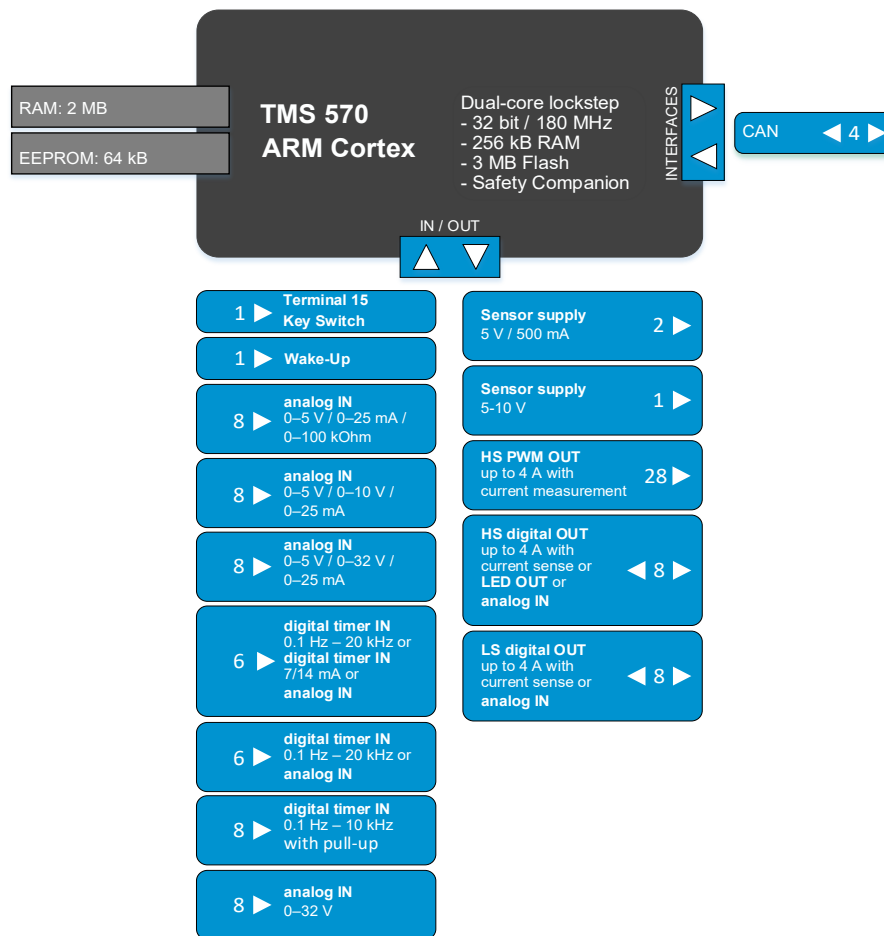 RAM: 2 MB
EEPROM: 64 kB
TMS 570
ARM Cortex
Dual-core lockstep
- 32 bit / 180 MHz
- 256 kB RAM
- 3 MB Flash
- Safety Companion
INTERFACES
CAN
4
IN / OUT
1
Terminal 15
Key Switch
1
Wake-Up
8
analog IN
0–5 V / 0–25 mA /
0–100 kOhm
8
analog IN
0–5 V / 0–10 V /
0–25 mA
8
analog IN
0–5 V / 0–32 V /
0–25 mA
6
digital timer IN
0.1 Hz – 20 kHz or
digital timer IN
7/14 mA or
analog IN
6
digital timer IN
0.1 Hz – 20 kHz or
analog IN
8
digital timer IN
0.1 Hz – 10 kHz
with pull-up
8
analog IN
0–32 V
Sensor supply
5 V / 500 mA
2
Sensor supply
5-10 V
1
HS PWM OUT
up to 4 A with
current measurement
28
HS digital OUT
up to 4 A with
current sense or
LED OUT or
analog IN
8
LS digital OUT
up to 4 A with
current sense or
analog IN
8